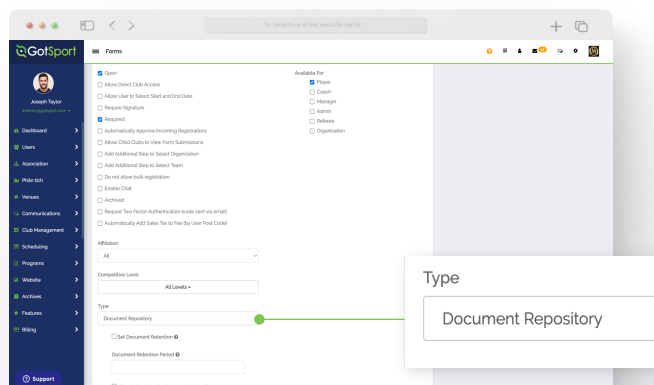 Search or enter website name
GotSport
Forms
Joseph Taylor
Dashboard
Users
Association
Phân tích
Venues
Communications
Club Management
Scheduling
Programs
Website
Archives
Features
Billing
Support
Open
Allow Direct Club Access
Allow User to Select Start and End Date
Require Signature
Required
Automatically Approve Incoming Registrations
Allow Child Clubs to View Form Submissions
Add Additional Step to Select Organization
Add Additional Step to Select Team
Do not allow bulk registration
Enable Chat
Archived
Require Two Factor Authentication (code sent via email)
Automatically Add Sales Tax to Fee (by User Post Code)
Available For
Player
Coach
Manager
Admin
Referee
Organization
Affiliation
All
Competitive Level
All Levels
Type
Document Repository
Set Document Retention
Document Retention Period
Type
Document Repository